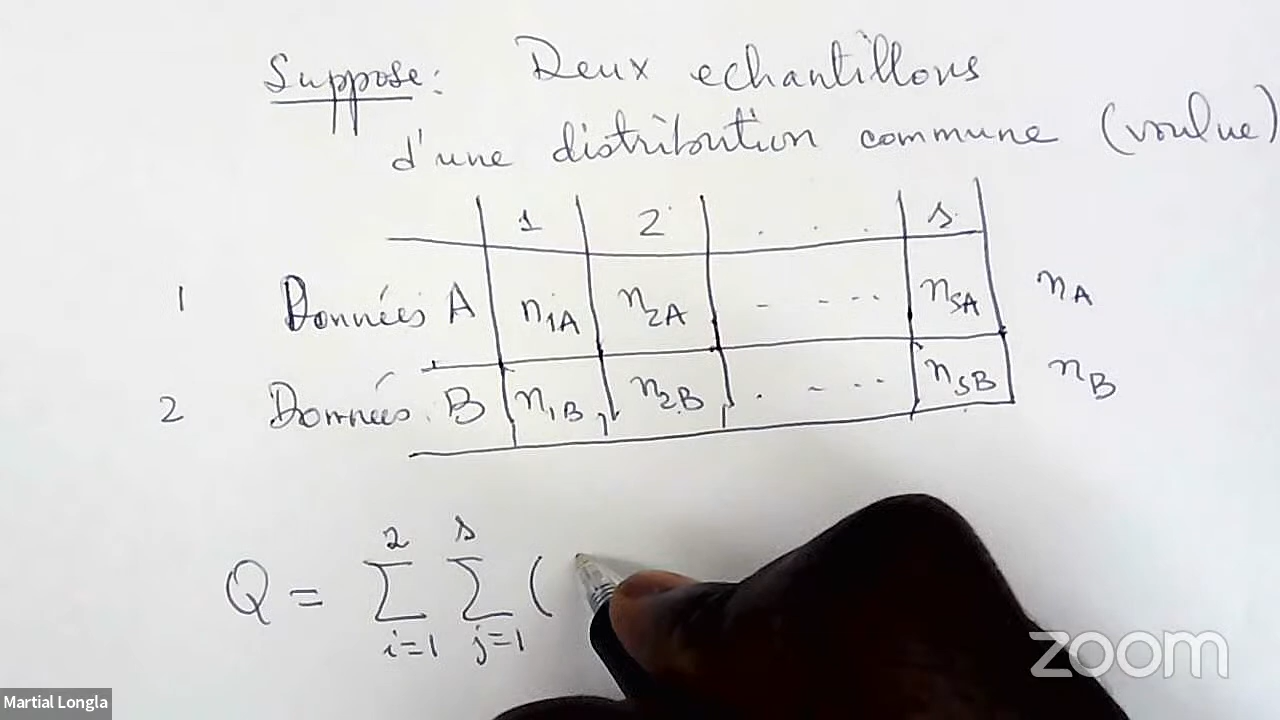 Suppose: Deux echantillons
d'une distribution commune (voulue)
1 2 . . . s
1 Données A n1A n2A - - - - - nSA nA
2 Données B n1B n2B . - - - - nSB nB
Q = 2∑i=1 s∑j=1 (
zoom
Martial Longla